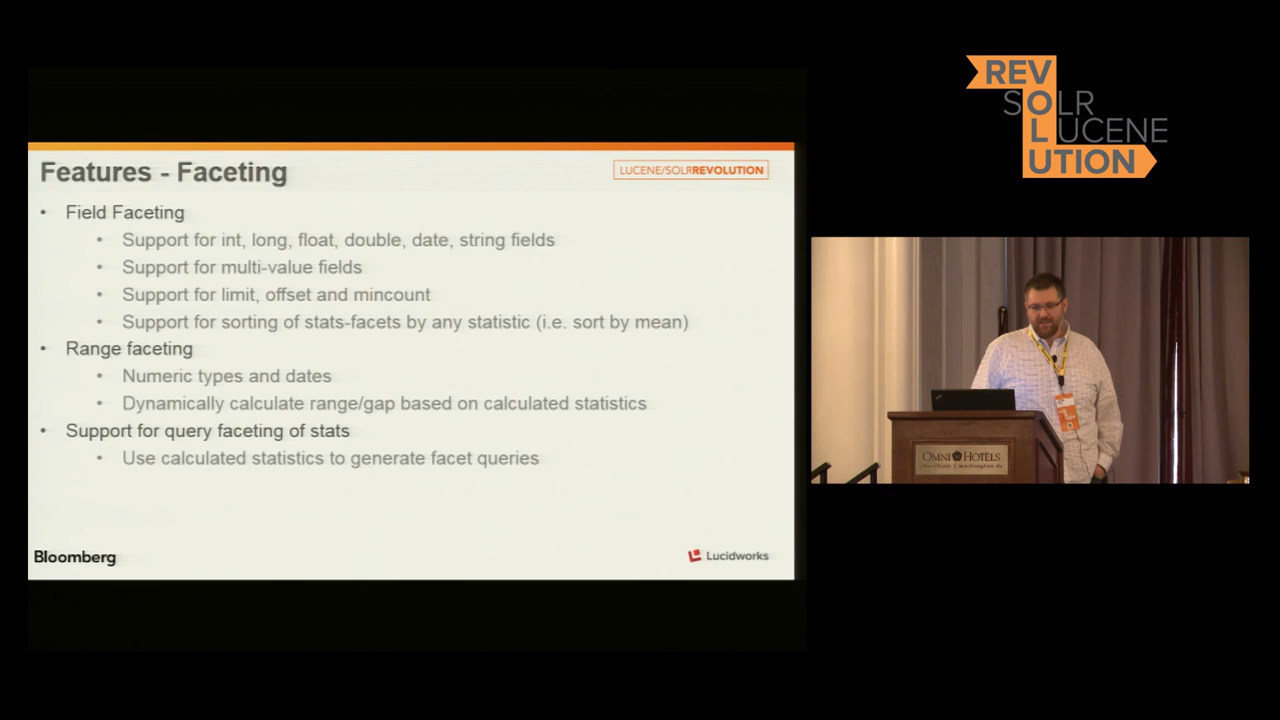 REV
SOLR
LUCENE
UTION
Features - Faceting
LUCENE/SOLRREVOLUTION
• Field Faceting
• Support for int, long, float, double, date, string fields
• Support for multi-value fields
• Support for limit, offset and mincount
• Support for sorting of stats-facets by any statistic (i.e. sort by mean)
• Range faceting
• Numeric types and dates
• Dynamically calculate range/gap based on calculated statistics
• Support for query faceting of stats
• Use calculated statistics to generate facet queries
Bloomberg
Lucidworks
OMNI HOTELS